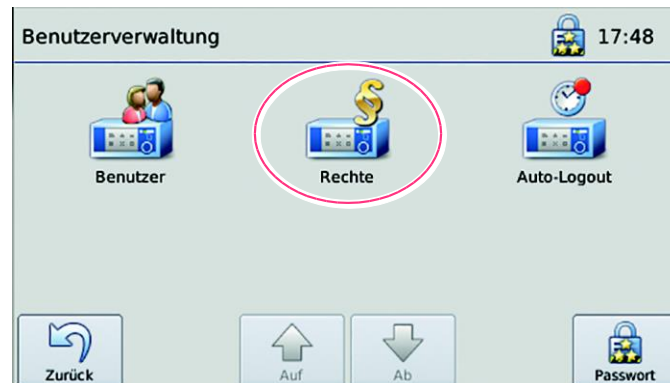 Benutzerverwaltung 17:48
Benutzer Rechte Auto-Logout
Zurück Auf Ab Passwort